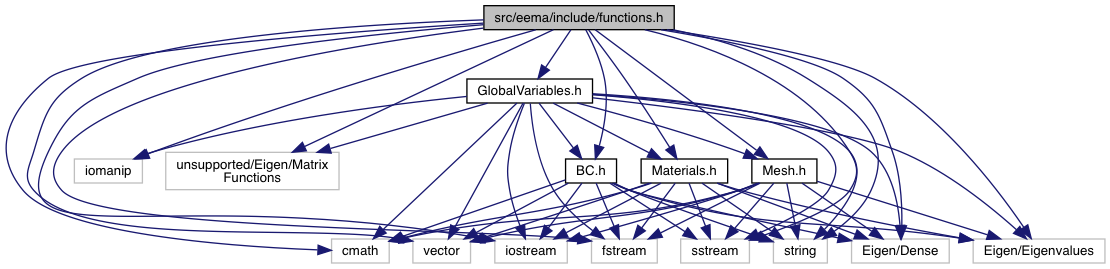 src/eema/include/functions.h
GlobalVariables.h
iomanip
unsupported/Eigen/Matrix
Functions
BC.h
Materials.h
Mesh.h
cmath
vector
iostream
fstream
sstream
string
Eigen/Dense
Eigen/Eigenvalues